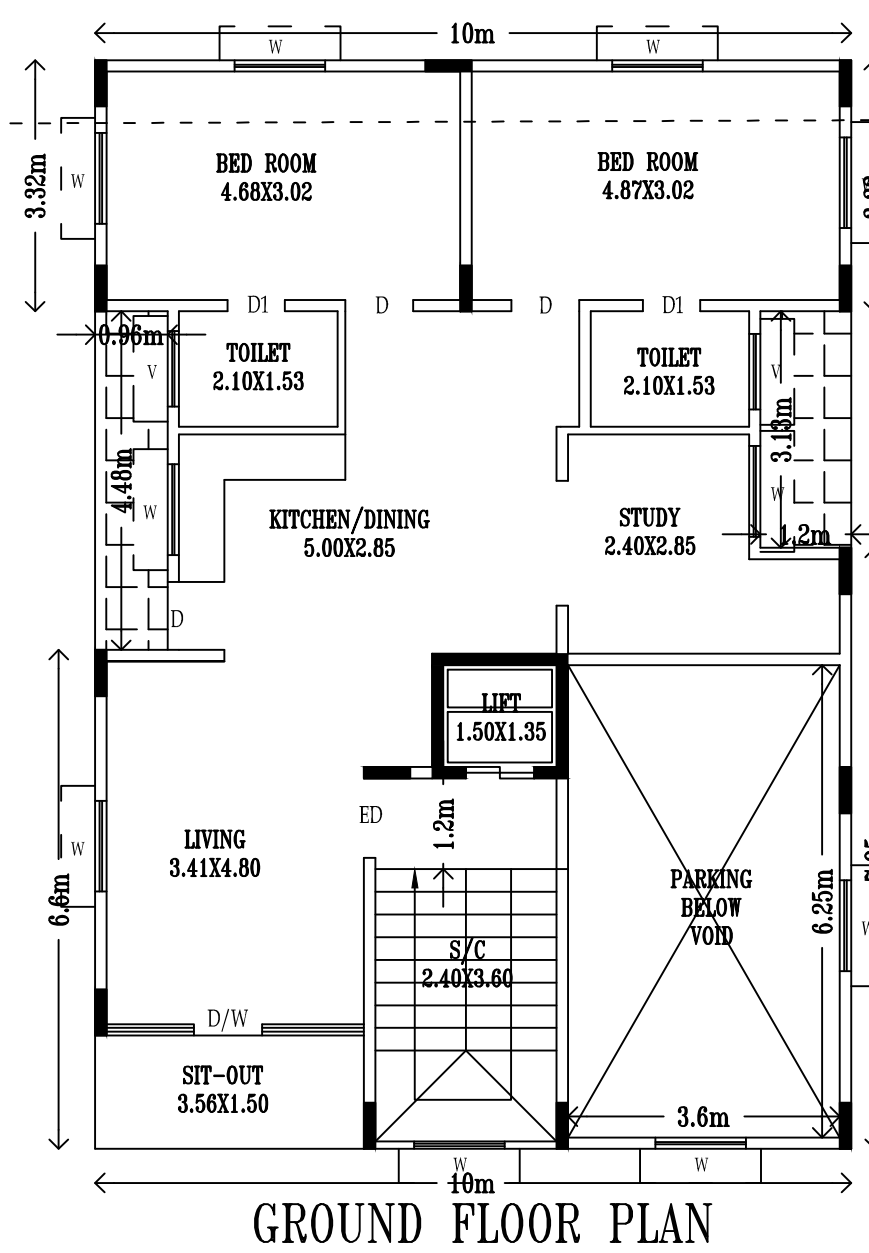 10m
W
W
BED ROOM
4.68X3.02
BED ROOM
4.87X3.02
3.32m
W
D1
D
D
D1
0.96m
TOILET
2.10X1.53
TOILET
2.10X1.53
V
V
3.13m
4.48m
W
W
KITCHEN/DINING
5.00X2.85
STUDY
2.40X2.85
1.2m
D
LIFT
1.50X1.35
ED
1.2m
W
LIVING
3.41X4.80
6.6m
PARKING
BELOW
VOID
6.25m
W
S/C
2.40X3.60
D/W
SIT-OUT
3.56X1.50
3.6m
W
W
10m
GROUND FLOOR PLAN